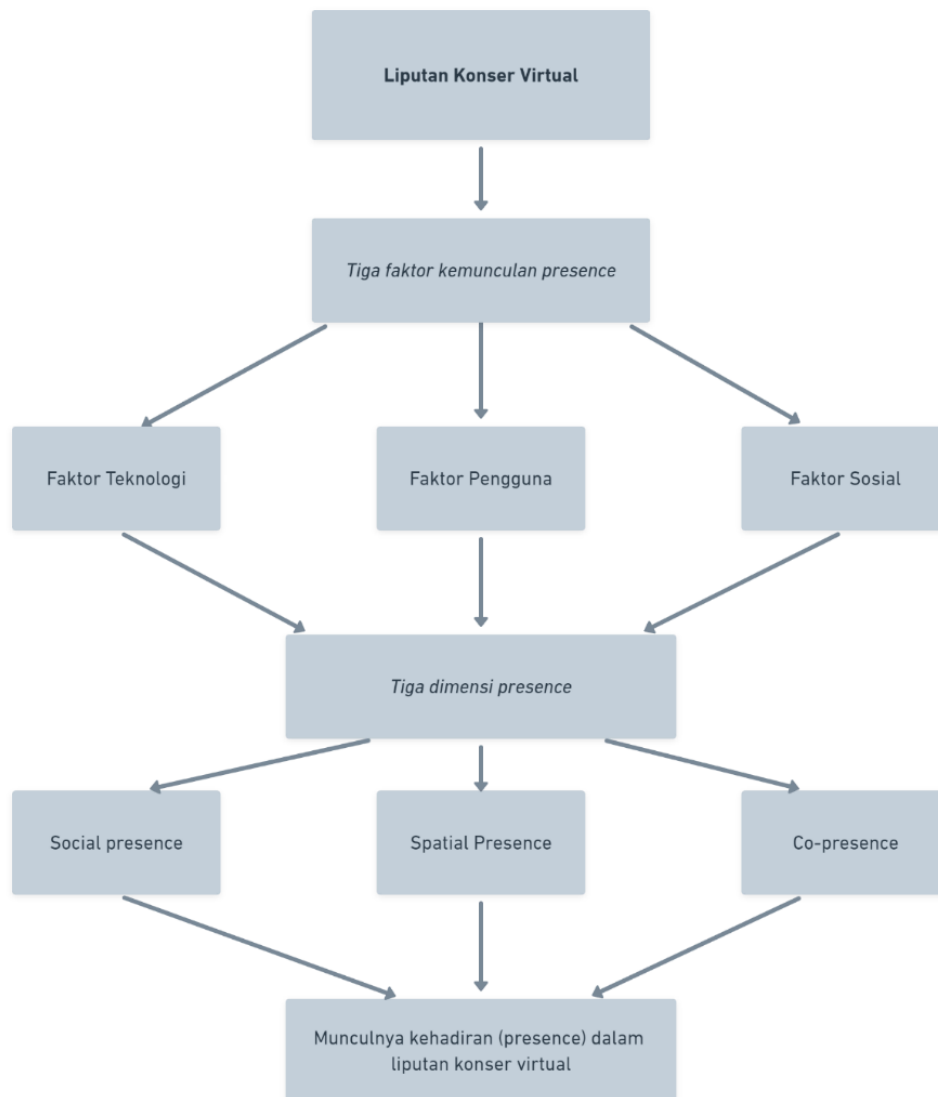 Liputan Konser Virtual
Tiga faktor kemunculan presence
Faktor Teknologi
Faktor Pengguna
Faktor Sosial
Tiga dimensi presence
Social presence
Spatial Presence
Co-presence
Munculnya kehadiran (presence) dalam
liputan konser virtual